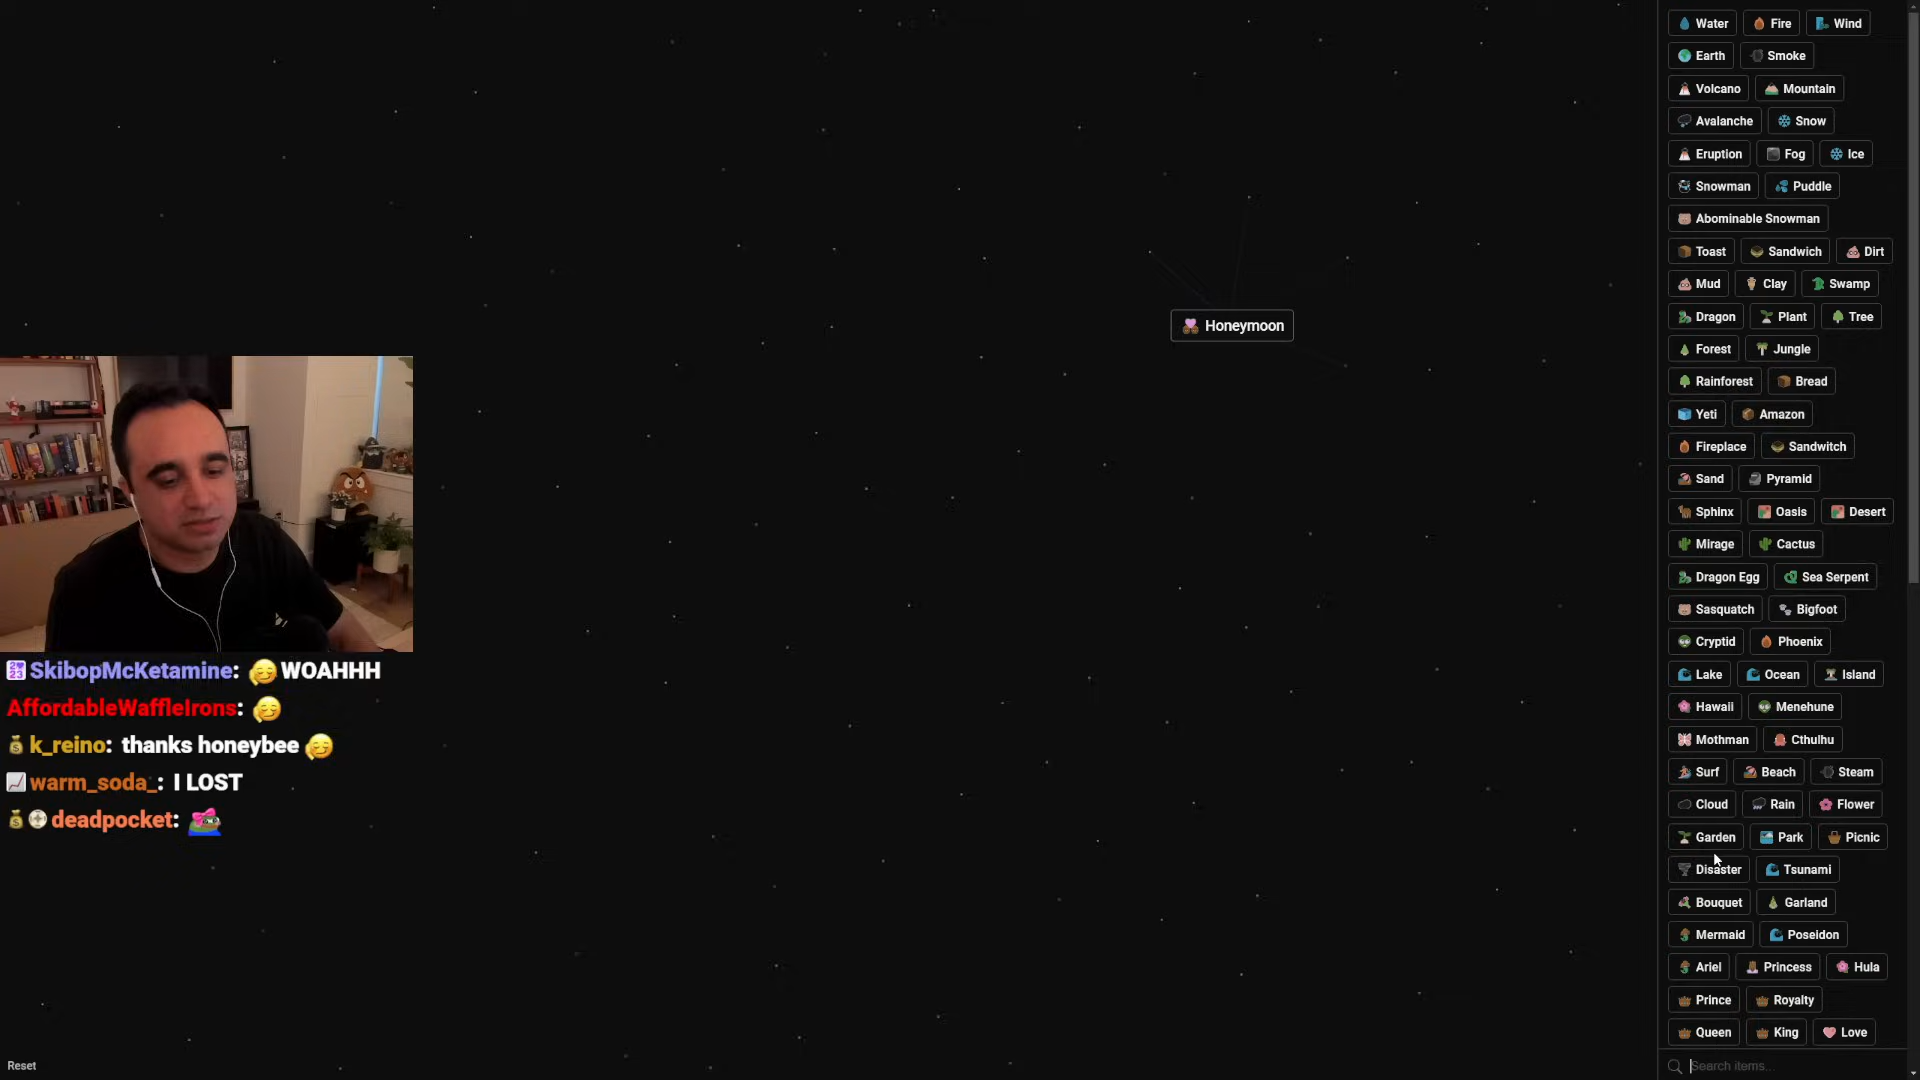 Water Fire Wind
Earth Smoke
Volcano Mountain
Avalanche Snow
Eruption Fog Ice
Snowman Puddle
Abominable Snowman
Toast Sandwich Dirt
Mud Clay Swamp
Dragon Plant Tree
Honeymoon
Forest Jungle
Rainforest Bread
Yeti Amazon
Fireplace Sandwitch
Sand Pyramid
Sphinx Oasis Desert
Mirage Cactus
Dragon Egg Sea Serpent
Sasquatch Bigfoot
Cryptid Phoenix
Lake Ocean Island
Hawaii Menehune
Mothman Cthulhu
Surf Beach Steam
Cloud Rain Flower
Garden Park Picnic
Disaster Tsunami
Bouquet Garland
Mermaid Poseidon
Ariel Princess Hula
Prince Royalty
Queen King Love
Search items...
SkibopMcKetamine: WOAHHH
AffordableWaffleIrons:
k_reino: thanks honeybee
warm_soda_: I LOST
deadpocket:
Reset